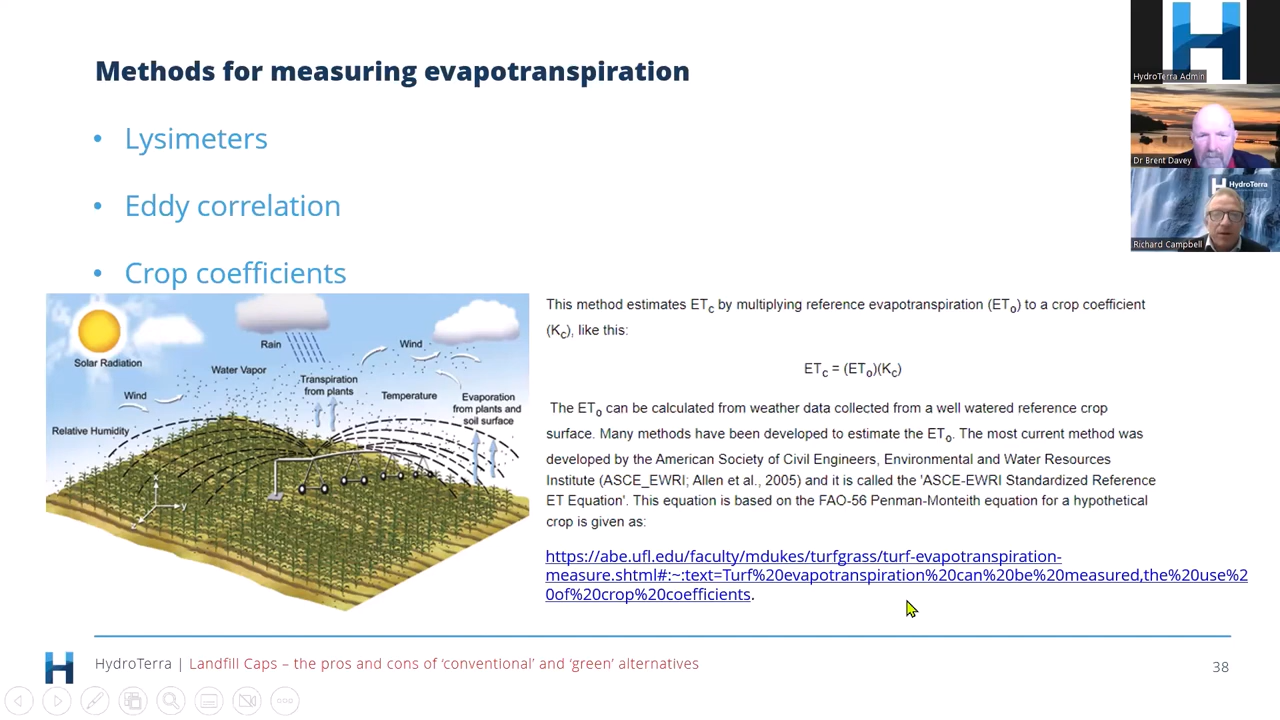 Methods for measuring evapotranspiration
• Lysimeters
• Eddy correlation
• Crop coefficients
Solar Radiation
Rain
Wind
Water Vapor
Transpiration
from plants
Temperature
Evaporation
from plants and
soil surface
Wind
Relative Humidity
z
x
y
This method estimates ETc by multiplying reference evapotranspiration (ETo) to a crop coefficient
(Kc), like this:
ETc = (ETo)(Kc)
The ETo can be calculated from weather data collected from a well watered reference crop
surface. Many methods have been developed to estimate the ETo. The most current method was
developed by the American Society of Civil Engineers, Environmental and Water Resources
Institute (ASCE_EWRI; Allen et al., 2005) and it is called the 'ASCE-EWRI Standardized Reference
ET Equation'. This equation is based on the FAO-56 Penman-Monteith equation for a hypothetical
crop is given as:
https://abe.ufl.edu/faculty/mdukes/turfgrass/turf-evapotranspiration-
measure.shtml#:~:text=Turf%20evapotranspiration%20can%20be%20measured,the%20use%2
0of%20crop%20coefficients.
HydroTerra | Landfill Caps – the pros and cons of ‘conventional’ and ‘green’ alternatives
38
HydroTerra Admin
Dr Brent Davey
HydroTerra
Richard Campbell